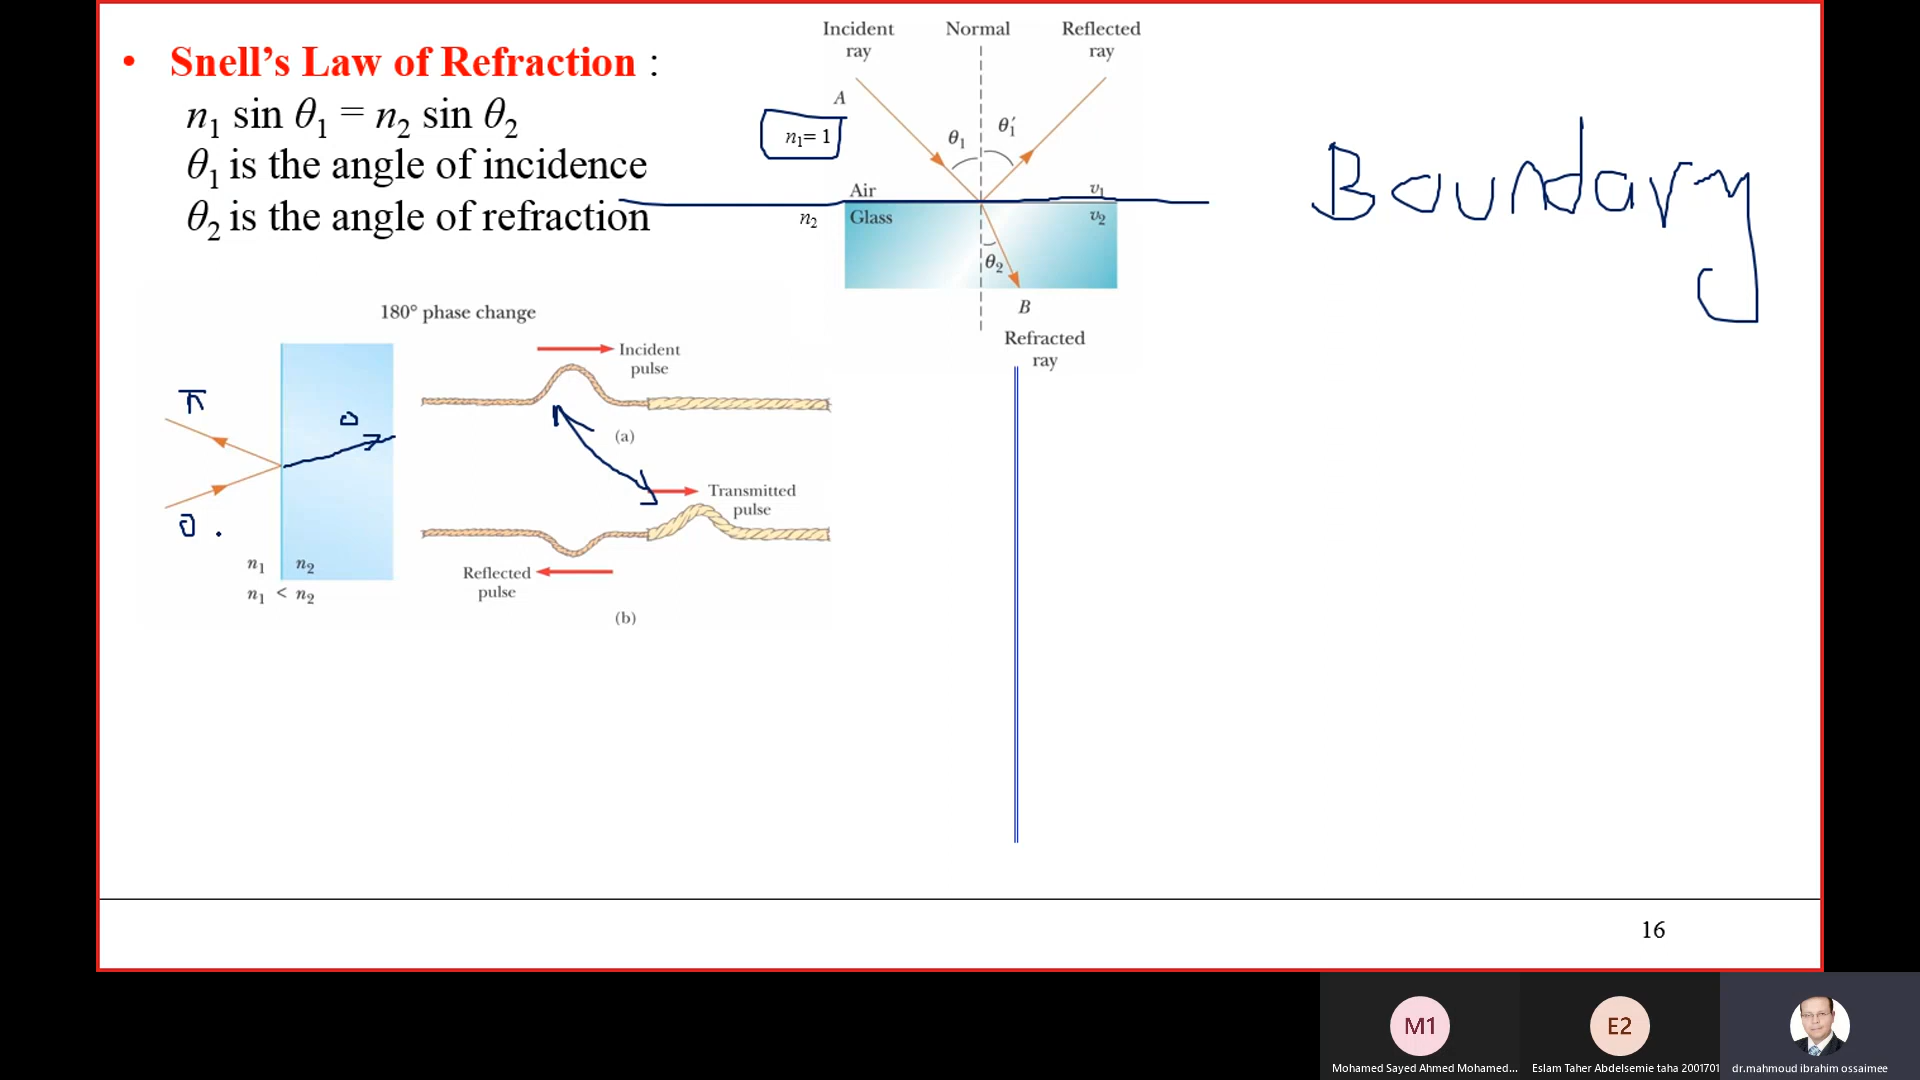 • Snell’s Law of Refraction :
n₁ sin θ₁ = n₂ sin θ₂
θ₁ is the angle of incidence
θ₂ is the angle of refraction
Incident ray
Normal
Reflected ray
A
n₁= 1
θ₁
θ₁′
Air
v₁
n₂
Glass
v₂
θ₂
B
Refracted ray
Boundary
180° phase change
π
0
0 .
n₁ n₂
n₁ < n₂
Incident pulse
(a)
Transmitted pulse
Reflected pulse
(b)
16
M1
E2
Mohamed Sayed Ahmed Mohamed...
Eslam Taher Abdelsemie taha 2001701
dr.mahmoud ibrahim ossaimee